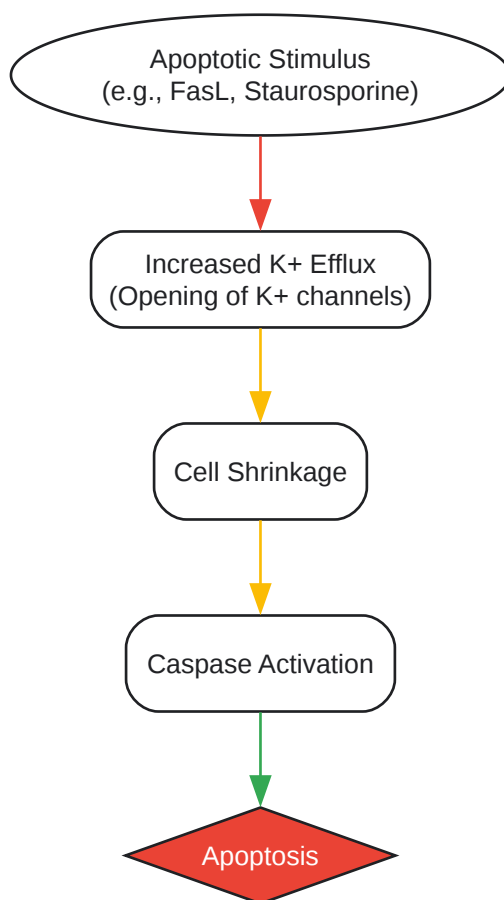 Apoptotic Stimulus
(e.g., FasL, Staurosporine)
Increased K+ Efflux
(Opening of K+ channels)
Cell Shrinkage
Caspase Activation
Apoptosis